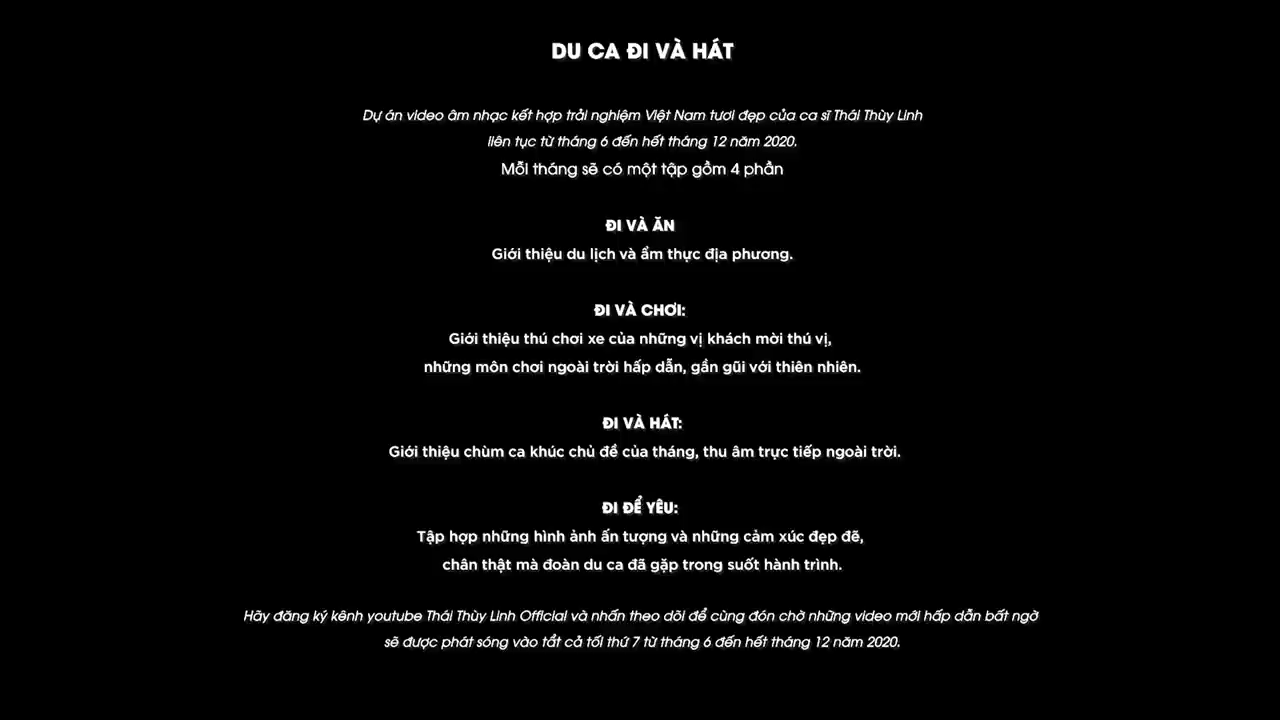 DU CA ĐI VÀ HÁT
Dự án video âm nhạc kết hợp trải nghiệm Việt Nam tươi đẹp của ca sĩ Thái Thùy Linh
liên tục từ tháng 6 đến hết tháng 12 năm 2020.
Mỗi tháng sẽ có một tập gồm 4 phần
ĐI VÀ ĂN
Giới thiệu du lịch và ẩm thực địa phương.
ĐI VÀ CHƠI:
Giới thiệu thú chơi xe của những vị khách mời thú vị,
những môn chơi ngoài trời hấp dẫn, gần gũi với thiên nhiên.
ĐI VÀ HÁT:
Giới thiệu chùm ca khúc chủ đề của tháng, thu âm trực tiếp ngoài trời.
ĐI ĐỂ YÊU:
Tập hợp những hình ảnh ấn tượng và những cảm xúc đẹp đẽ,
chân thật mà đoàn du ca đã gặp trong suốt hành trình.
Hãy đăng ký kênh youtube Thái Thùy Linh Official và nhấn theo dõi để cùng đón chờ những video mới hấp dẫn bất ngờ
sẽ được phát sóng vào tất cả tối thứ 7 từ tháng 6 đến hết tháng 12 năm 2020.